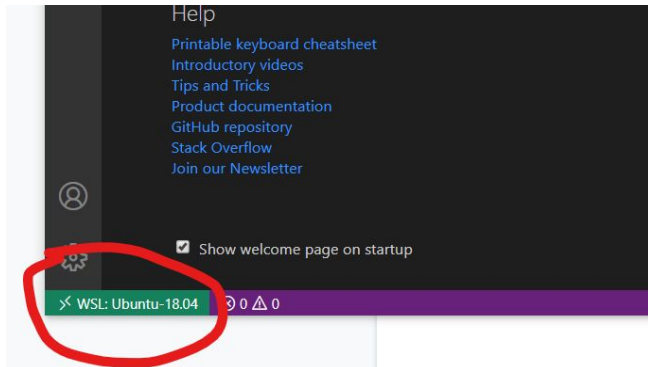 Help
Printable keyboard cheatsheet
Introductory videos
Tips and Tricks
Product documentation
GitHub repository
Stack Overflow
Join our Newsletter
Show welcome page on startup
WSL: Ubuntu-18.04 0 0